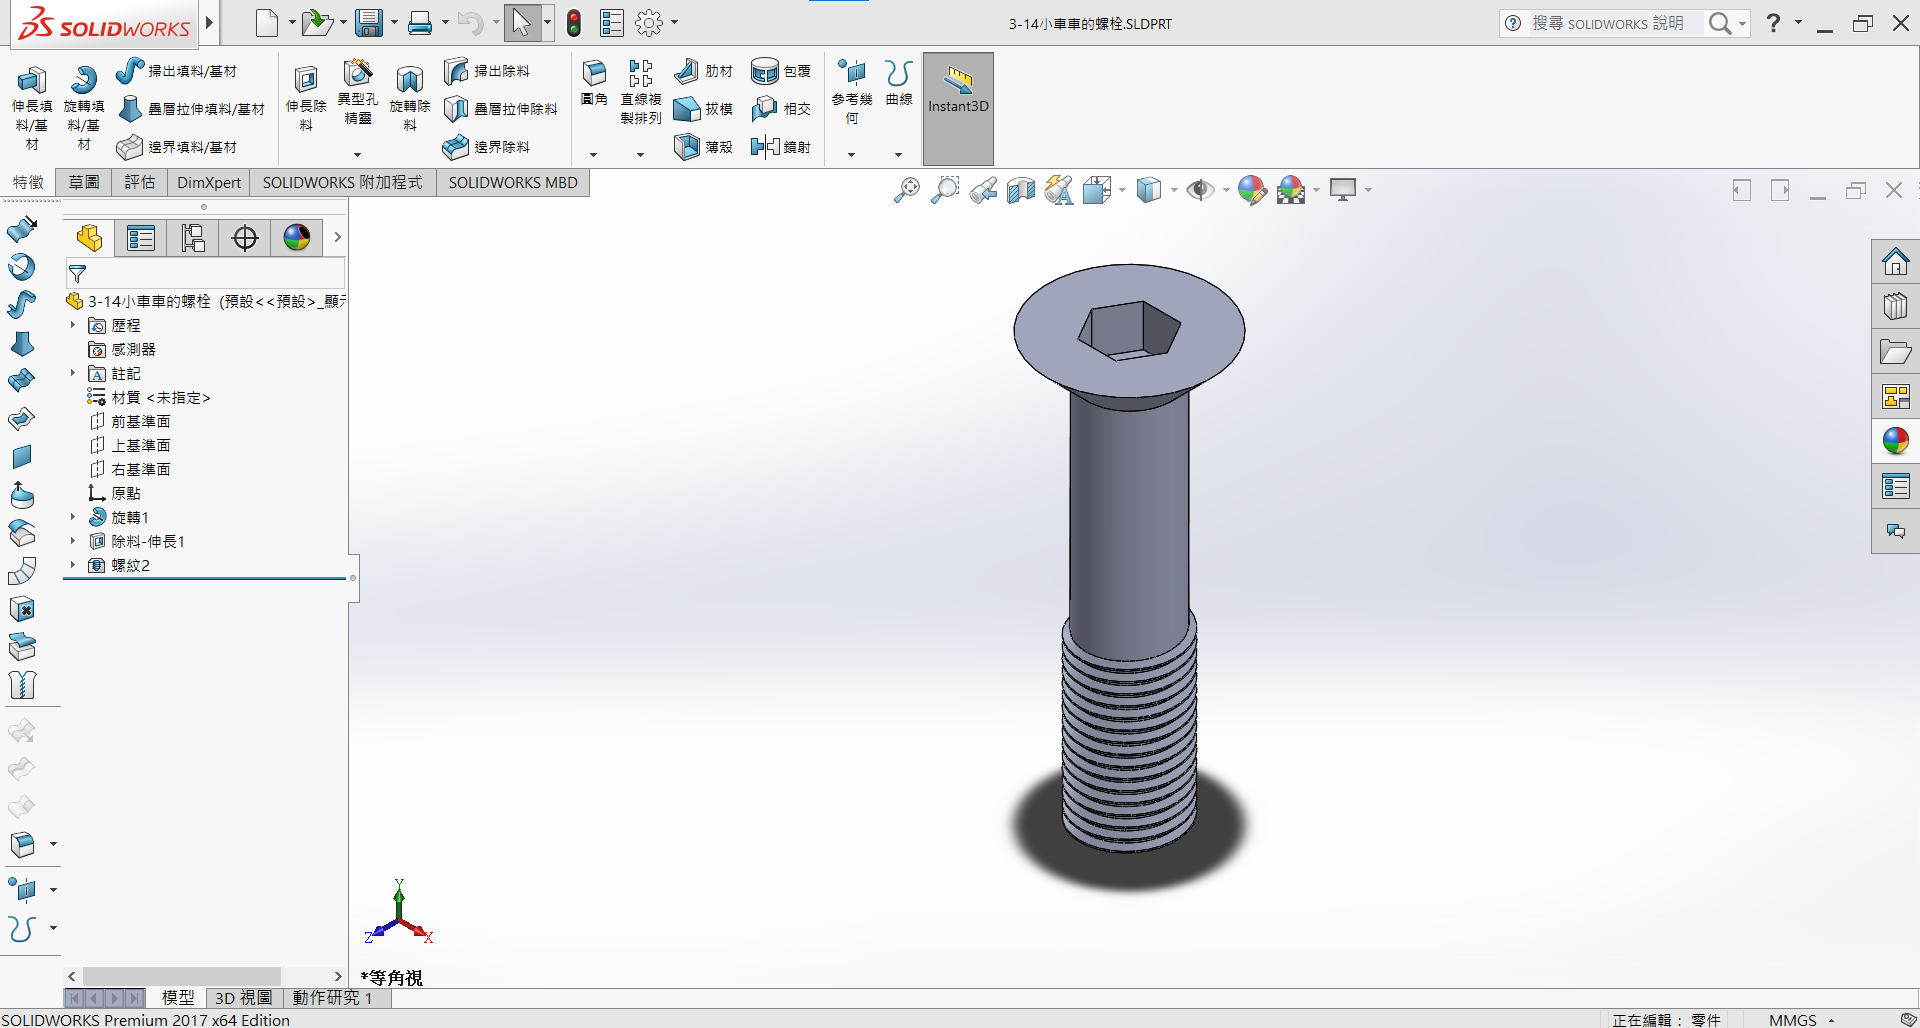 SOLIDWORKS
3-14小車車的螺栓.SLDPRT
搜尋 SOLIDWORKS 說明
伸長填料/基材
旋轉填料/基材
掃出填料/基材
疊層拉伸填料/基材
邊界填料/基材
伸長除料
異型孔精靈
旋轉除料
掃出除料
疊層拉伸除料
邊界除料
圓角
直線複製排列
肋材
拔模
薄殼
包覆
相交
鏡射
參考幾何
曲線
Instant3D
特徵
草圖
評估
DimXpert
SOLIDWORKS 附加程式
SOLIDWORKS MBD
3-14小車車的螺栓 (預設<<預設>_顯示
歷程
感測器
註記
材質 <未指定>
前基準面
上基準面
右基準面
原點
旋轉1
除料-伸長1
螺紋2
Y
Z
X
*等角視
模型
3D 視圖
動作研究 1
SOLIDWORKS Premium 2017 x64 Edition
正在編輯： 零件
MMGS